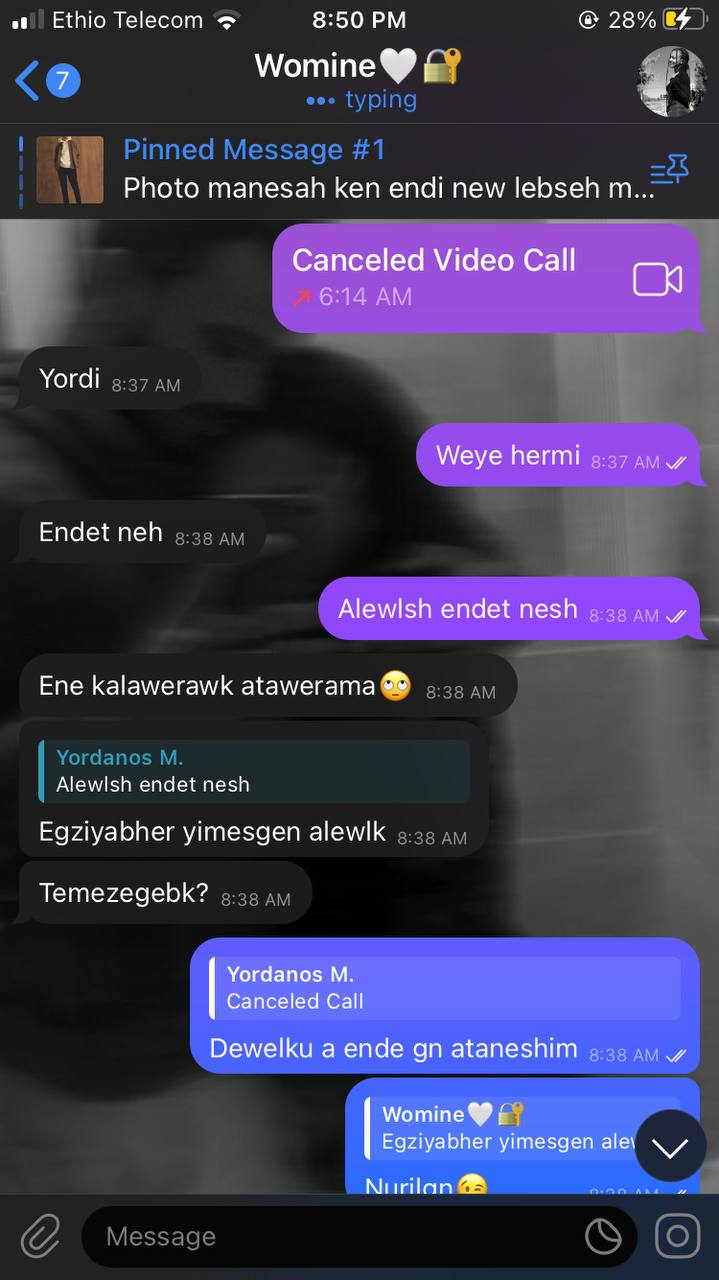 Ethio Telecom 8:50 PM 28%
7 Womine🤍🔐
••• typing
Pinned Message #1
Photo manesah ken endi new lebseh m...
Canceled Video Call
6:14 AM
Yordi 8:37 AM
Weye hermi 8:37 AM
Endet neh 8:38 AM
Alewlsh endet nesh 8:38 AM
Ene kalawerawk atawerama🙄 8:38 AM
Yordanos M.
Alewlsh endet nesh
Egziyabher yimesgen alewlk 8:38 AM
Temezegebk? 8:38 AM
Yordanos M.
Canceled Call
Dewelku a ende gn ataneshim 8:38 AM
Womine🤍🔐
Egziyabher yimesgen
Nurilgn😉 8:38 AM
Message